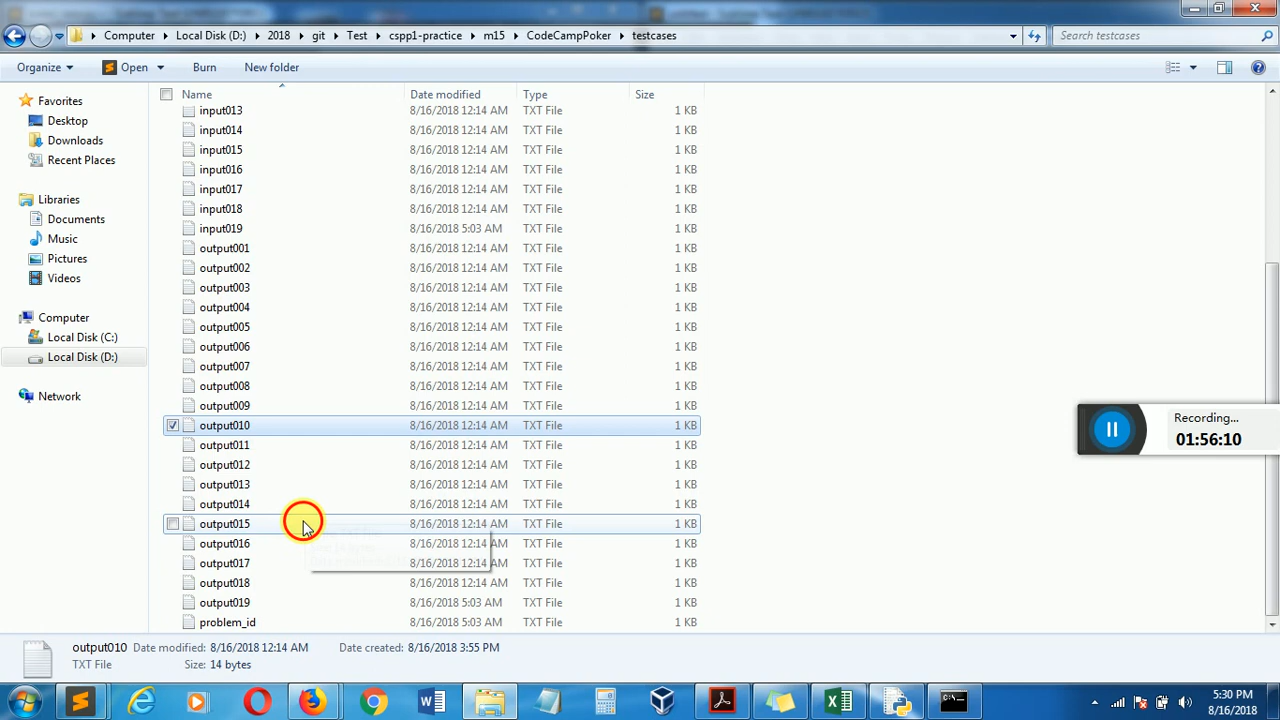 Computer Local Disk (D:) 2018 git Test cspp1-practice m15 CodeCampPoker testcases Search testcases
Organize Open Burn New folder
Name Date modified Type Size
Favorites
Desktop
Downloads
Recent Places
Libraries
Documents
Music
Pictures
Videos
Computer
Local Disk (C:)
Local Disk (D:)
Network
input013 8/16/2018 12:14 AM TXT File 1 KB
input014 8/16/2018 12:14 AM TXT File 1 KB
input015 8/16/2018 12:14 AM TXT File 1 KB
input016 8/16/2018 12:14 AM TXT File 1 KB
input017 8/16/2018 12:14 AM TXT File 1 KB
input018 8/16/2018 12:14 AM TXT File 1 KB
input019 8/16/2018 5:03 AM TXT File 1 KB
output001 8/16/2018 12:14 AM TXT File 1 KB
output002 8/16/2018 12:14 AM TXT File 1 KB
output003 8/16/2018 12:14 AM TXT File 1 KB
output004 8/16/2018 12:14 AM TXT File 1 KB
output005 8/16/2018 12:14 AM TXT File 1 KB
output006 8/16/2018 12:14 AM TXT File 1 KB
output007 8/16/2018 12:14 AM TXT File 1 KB
output008 8/16/2018 12:14 AM TXT File 1 KB
output009 8/16/2018 12:14 AM TXT File 1 KB
output010 8/16/2018 12:14 AM TXT File 1 KB
output011 8/16/2018 12:14 AM TXT File 1 KB
output012 8/16/2018 12:14 AM TXT File 1 KB
output013 8/16/2018 12:14 AM TXT File 1 KB
output014 8/16/2018 12:14 AM TXT File 1 KB
output015 8/16/2018 12:14 AM TXT File 1 KB
output016 8/16/2018 12:14 AM TXT File 1 KB
output017 8/16/2018 12:14 AM TXT File 1 KB
output018 8/16/2018 12:14 AM TXT File 1 KB
output019 8/16/2018 5:03 AM TXT File 1 KB
problem_id 8/16/2018 5:03 AM TXT File 1 KB
Recording...
01:56:10
output010 Date modified: 8/16/2018 12:14 AM Date created: 8/16/2018 3:55 PM
TXT File Size: 14 bytes
5:30 PM
8/16/2018